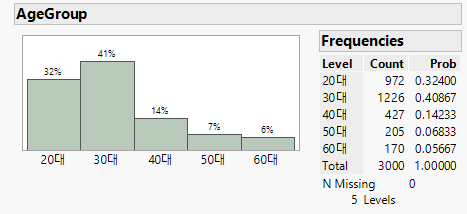 AgeGroup
32%
41%
14%
7%
6%
20대 30대 40대 50대 60대
Frequencies
Level Count Prob
20대 972 0.32400
30대 1226 0.40867
40대 427 0.14233
50대 205 0.06833
60대 170 0.05667
Total 3000 1.00000
N Missing 0
5 Levels